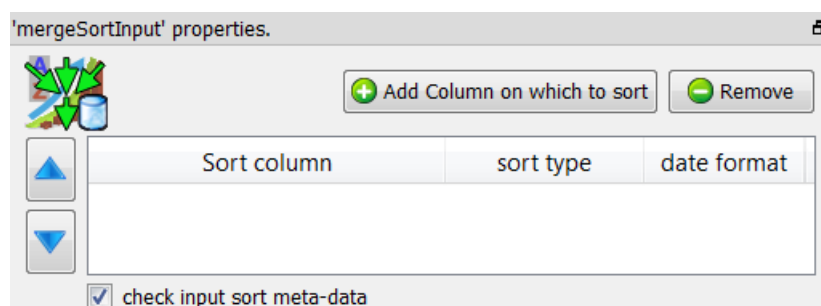 'mergeSortInput' properties.
Add Column on which to sort Remove
Sort column sort type date format
check input sort meta-data